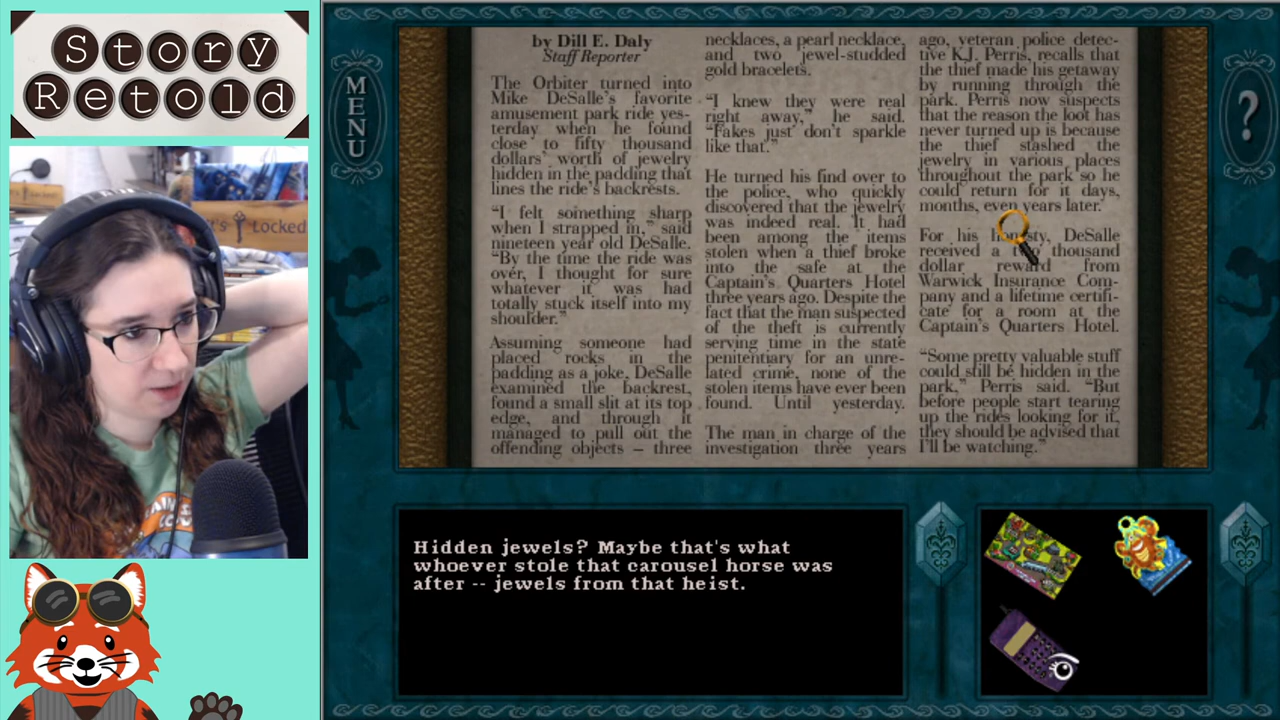 Story
Retold
's Locked
MENU
?
by Dill E. Daly
Staff Reporter
The Orbiter turned into
Mike DeSalle's favorite
amusement park ride yes-
terday when he found
close to fifty thousand
dollars' worth of jewelry
hidden in the padding that
lines the ride's backrests.
"I felt something sharp
when I strapped in," said
nineteen year old DeSalle.
"By the time the ride was
over, I thought for sure
whatever it was had
totally stuck itself into my
shoulder."
Assuming someone had
placed rocks in the
padding as a joke, DeSalle
examined the backrest,
found a small slit at its top
edge, and through it
managed to pull out the
offending objects – three
necklaces, a pearl necklace,
and two jewel-studded
gold bracelets.
"I knew they were real
right away," he said.
"Fakes just don't sparkle
like that."
He turned his find over to
the police, who quickly
discovered that the jewelry
was indeed real. It had
been among the items
stolen when a thief broke
into the safe at the
Captain's Quarters Hotel
three years ago. Despite the
fact that the man suspected
of the theft is currently
serving time in the state
penitentiary for an unre-
lated crime, none of the
stolen items have ever been
found. Until yesterday.
The man in charge of the
investigation three years
ago, veteran police detec-
tive K.J. Perris, recalls that
the thief made his getaway
by running through the
park. Perris now suspects
that the reason the loot has
never turned up is because
the thief stashed the
jewelry in various places
throughout the park so he
could return for it days,
months, even years later.
For his honesty, DeSalle
received a two thousand
dollar reward from
Warwick Insurance Com-
pany and a lifetime certifi-
cate for a room at the
Captain's Quarters Hotel.
"Some pretty valuable stuff
could still be hidden in the
park," Perris said. "But
before people start tearing
up the rides looking for it,
they should be advised that
I'll be watching."
Hidden jewels? Maybe that's what
whoever stole that carousel horse was
after -- jewels from that heist.